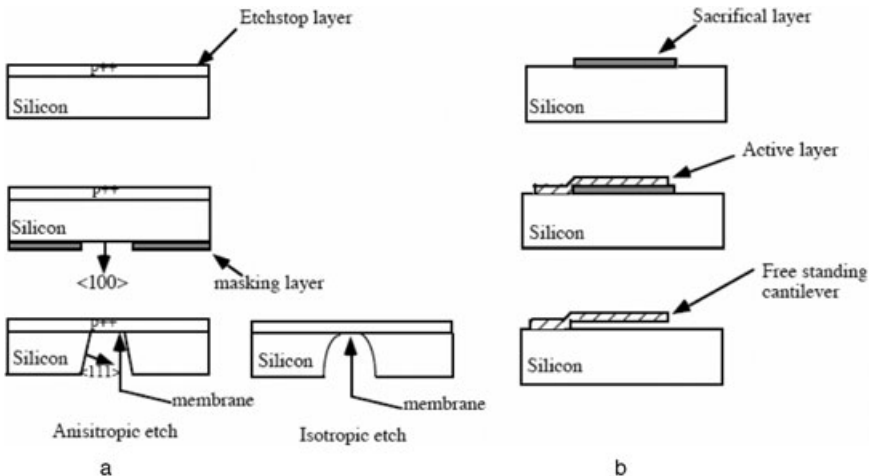 Etchstop layer
p++
Silicon
p++
Silicon
masking layer
<100>
p++
Silicon
<111>
membrane
Anisitropic etch
Silicon
membrane
Isotropic etch
a
Sacrifical layer
Silicon
Active layer
Silicon
Free standing
cantilever
Silicon
b